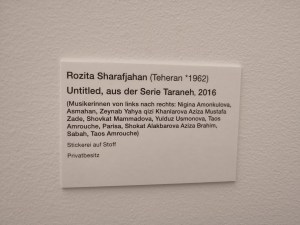 Rozita Sharafjahan (Teheran *1962)
Untitled, aus der Serie Taraneh, 2016
(MusikerInnen von links nach rechts: Nigina Amonkulova,
Asmahan, Zeynab Yahya qizi Khanlarova Aziza Mustafa
Zade, Shovkat Mammadova, Yulduz Usmonova, Taos
Amrouche, Parisa, Shokat Alakbarova Aziza Brahim,
Sabah, Taos Amrouche)
Stickerei auf Stoff
Privatbesitz